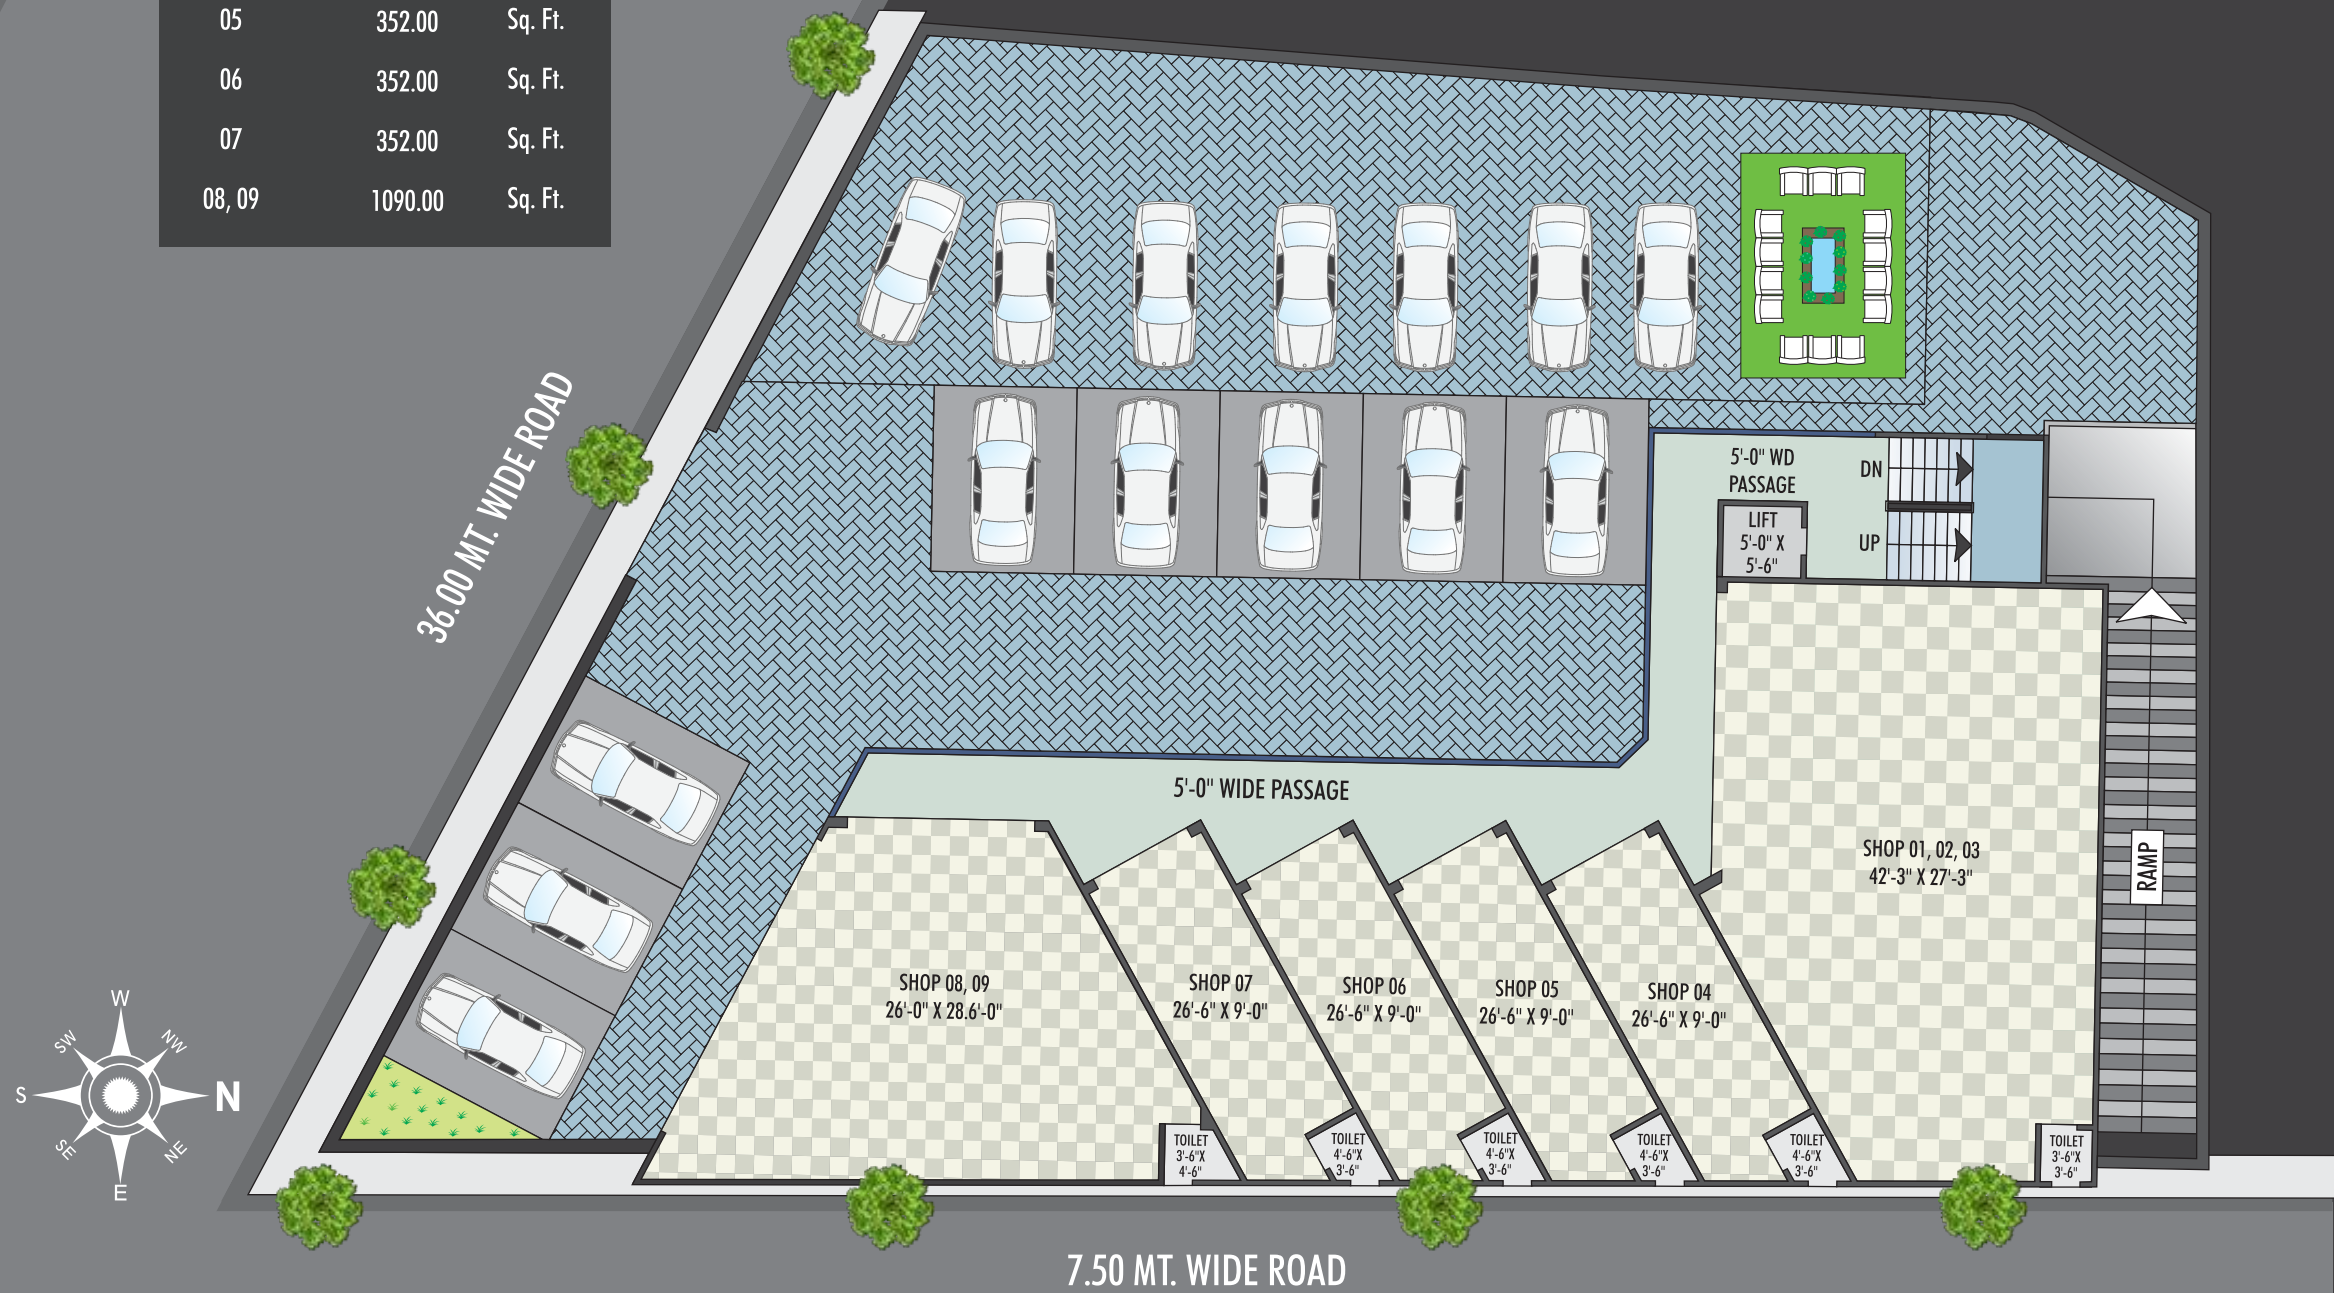 05 352.00 Sq. Ft.
06 352.00 Sq. Ft.
07 352.00 Sq. Ft.
08, 09 1090.00 Sq. Ft.
36.00 MT. WIDE ROAD
5'-0" WD
PASSAGE
DN
LIFT
5'-0" X
5'-6"
UP
5'-0" WIDE PASSAGE
SHOP 01, 02, 03
42'-3" X 27'-3"
RAMP
SHOP 08, 09
26'-0" X 28.6'-0"
SHOP 07
26'-6" X 9'-0"
SHOP 06
26'-6" X 9'-0"
SHOP 05
26'-6" X 9'-0"
SHOP 04
26'-6" X 9'-0"
TOILET
3'-6"X
4'-6"
TOILET
4'-6"X
3'-6"
TOILET
4'-6"X
3'-6"
TOILET
4'-6"X
3'-6"
TOILET
4'-6"X
3'-6"
TOILET
3'-6"X
3'-6"
W
SW
NW
S
N
SE
NE
E
7.50 MT. WIDE ROAD